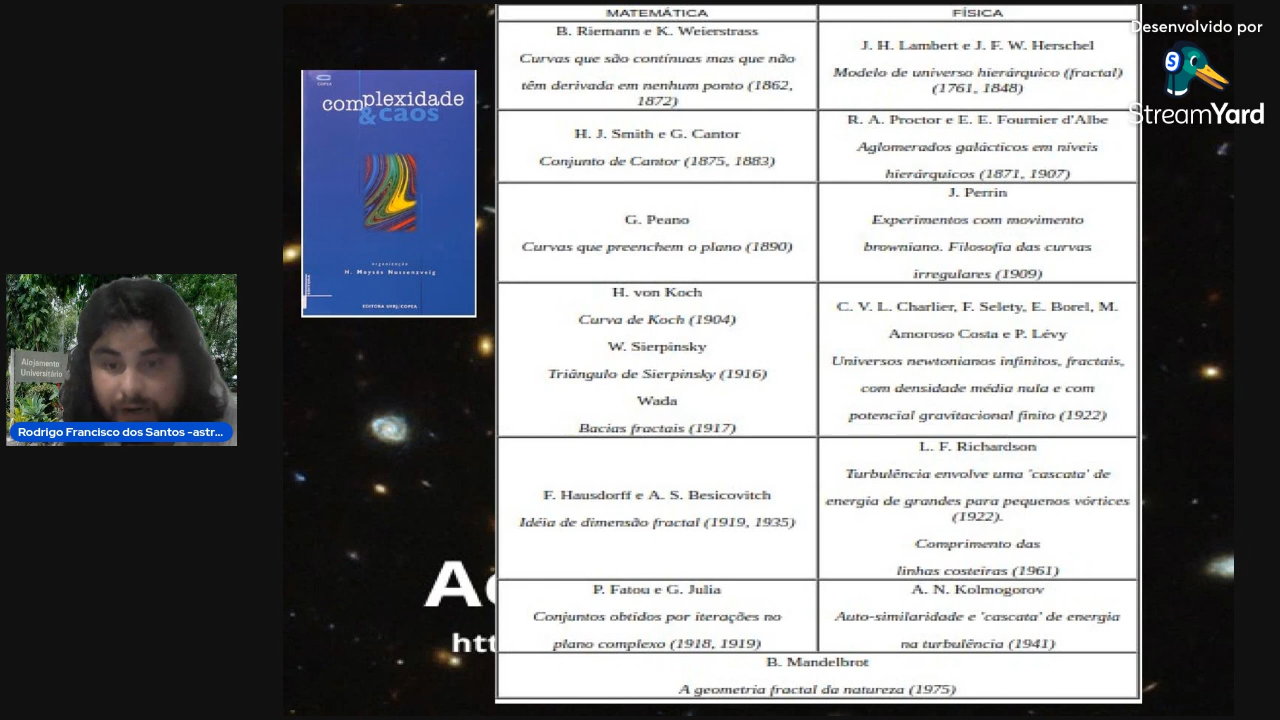 MATEMÁTICA
FÍSICA
B. Riemann e K. Weierstrass
Curvas que são contínuas mas que não
têm derivada em nenhum ponto (1862,
1872)
J. H. Lambert e J. F. W. Herschel
Modelo de universo hierárquico (fractal)
(1761, 1848)
H. J. Smith e G. Cantor
Conjunto de Cantor (1875, 1883)
R. A. Proctor e E. E. Fournier d'Albe
Aglomerados galácticos em níveis
hierárquicos (1871, 1907)
G. Peano
Curvas que preenchem o plano (1890)
J. Perrin
Experimentos com movimento
browniano. Filosofia das curvas
irregulares (1909)
H. von Koch
Curva de Koch (1904)
W. Sierpinsky
Triângulo de Sierpinsky (1916)
Wada
Bacias fractais (1917)
C. V. L. Charlier, F. Selety, E. Borel, M.
Amoroso Costa e P. Lévy
Universos newtonianos infinitos, fractais,
com densidade média nula e com
potencial gravitacional finito (1922)
F. Hausdorff e A. S. Besicovitch
Idéia de dimensão fractal (1919, 1935)
L. F. Richardson
Turbulência envolve uma 'cascata' de
energia de grandes para pequenos vórtices
(1922).
Comprimento das
linhas costeiras (1961)
P. Fatou e G. Julia
Conjuntos obtidos por iterações no
plano complexo (1918, 1919)
A. N. Kolmogorov
Auto-similaridade e 'cascata' de energia
na turbulência (1941)
B. Mandelbrot
A geometria fractal da natureza (1975)
complexidade
&caos
organização
H. Moysés Nussenzveig
EDITORA UFRJ/COPEA
Alojamento
Universitário
Rodrigo Francisco dos Santos -astr...
Desenvolvido por
S
StreamYard
htt